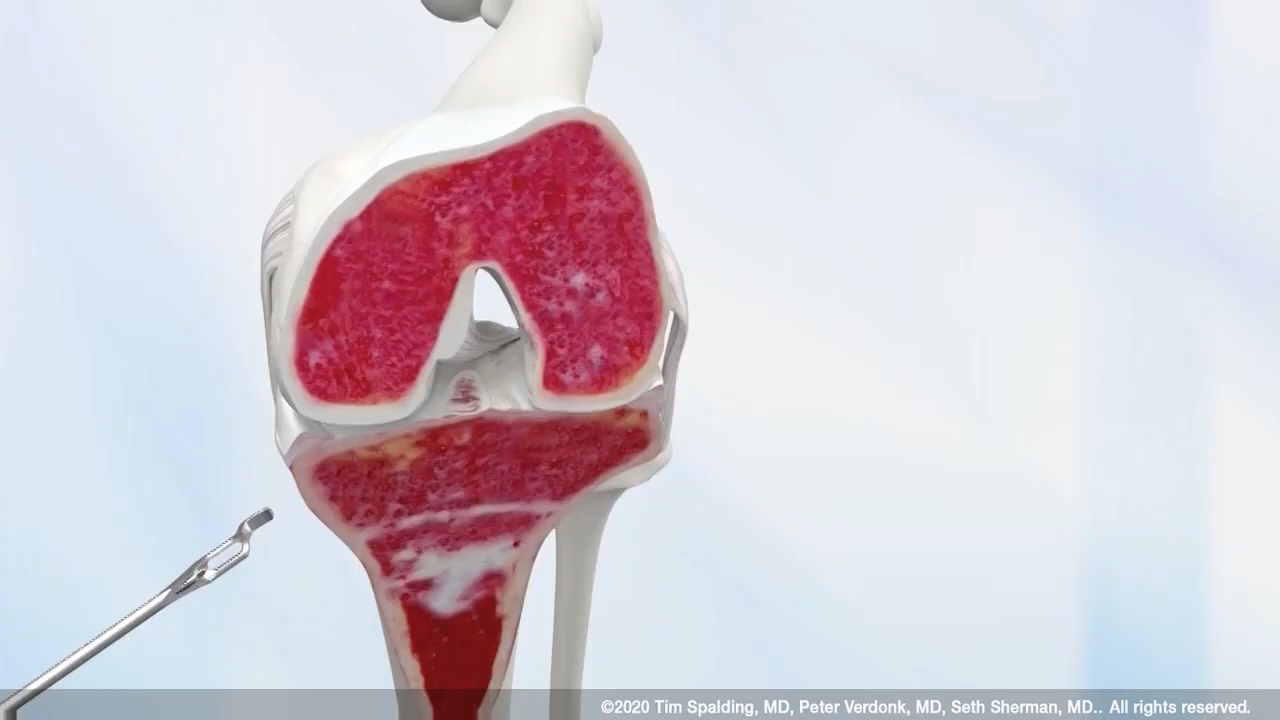 ©2020 Tim Spalding, MD, Peter Verdonk, MD, Seth Sherman, MD.. All rights reserved.